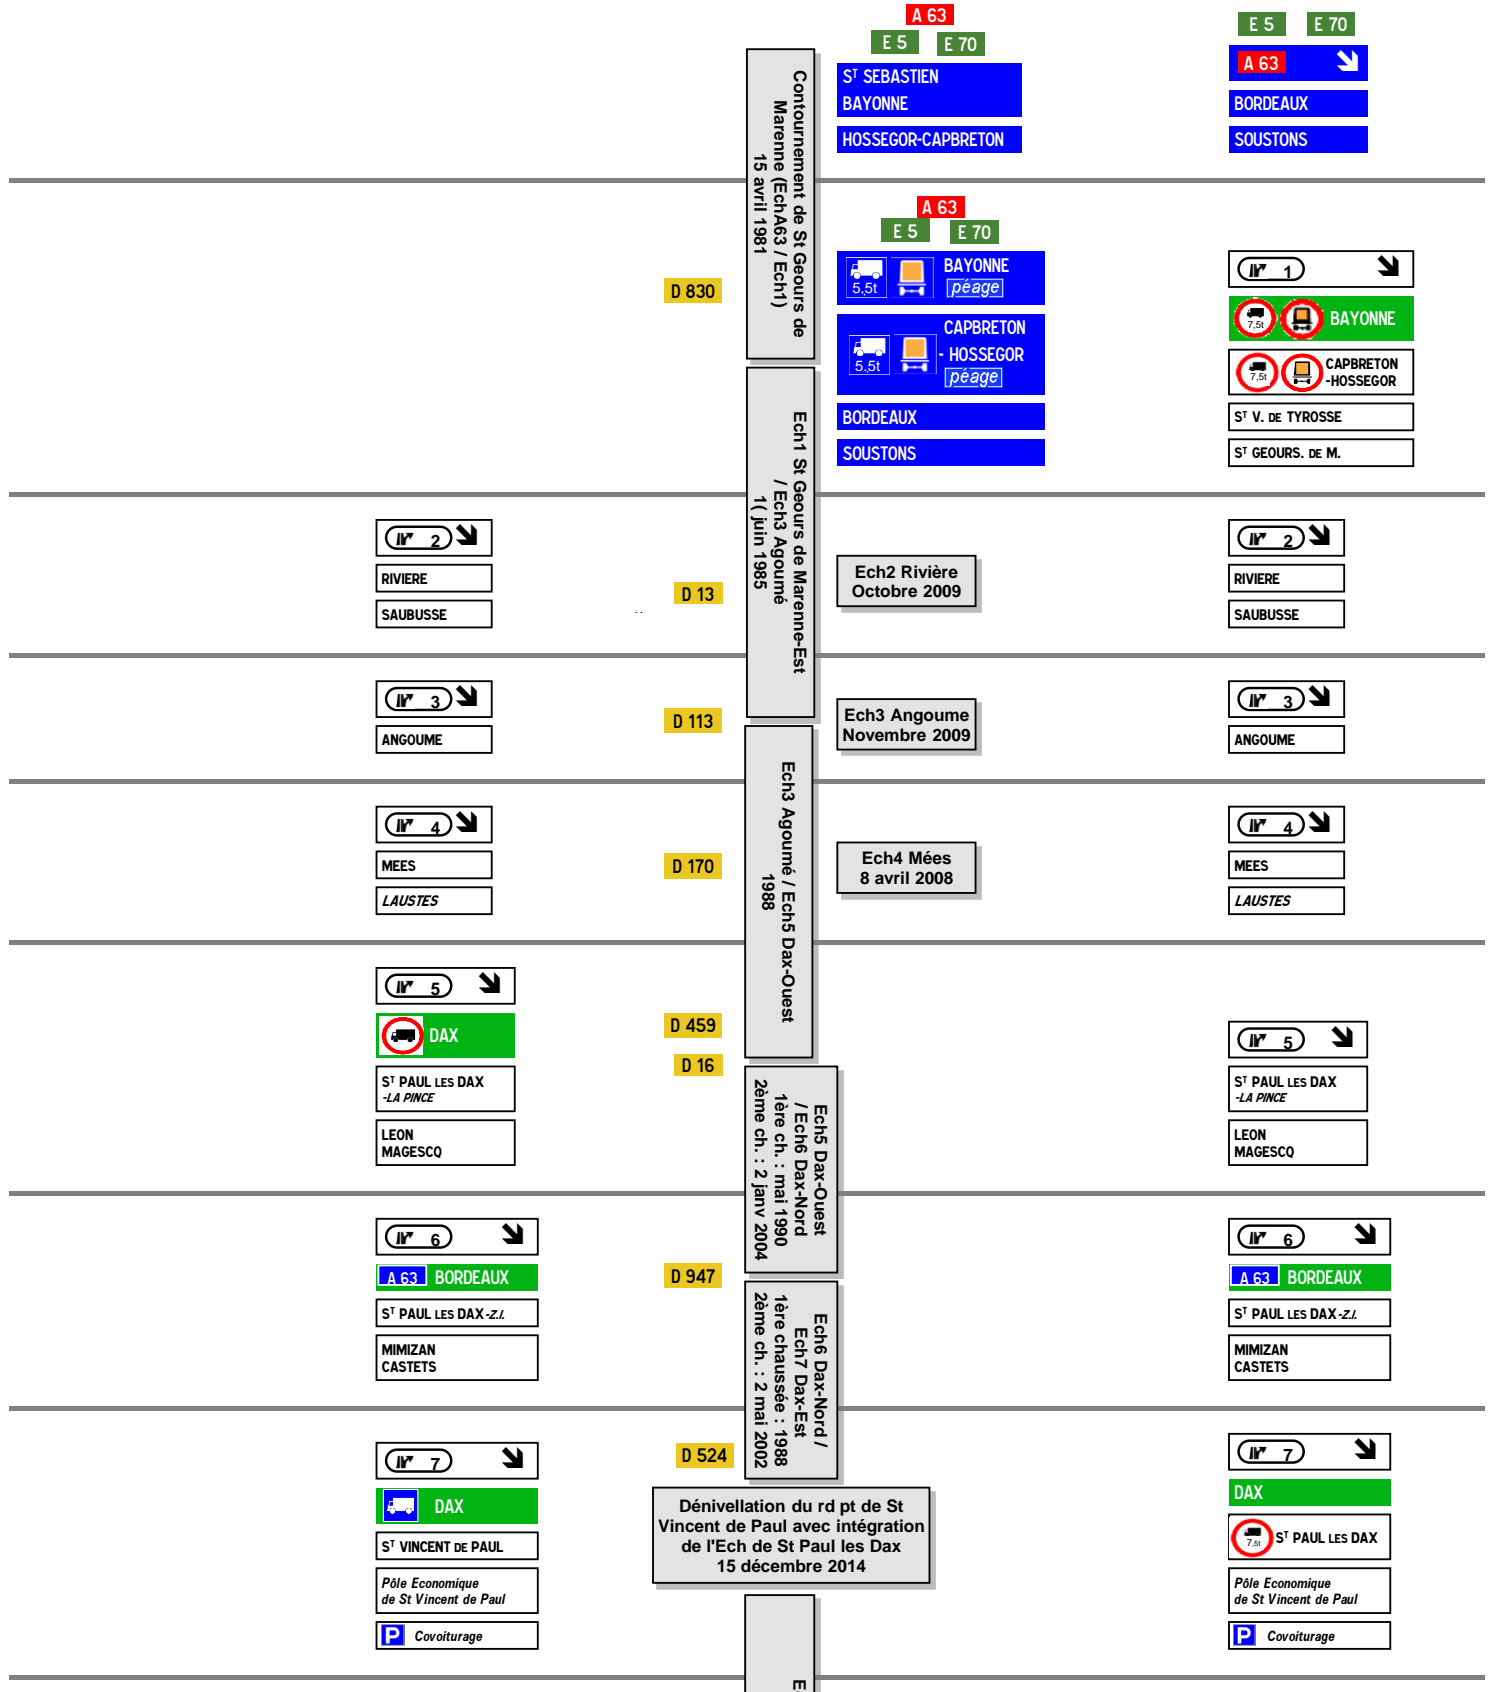 A 63
E 5 E 70
Sᵀ SEBASTIEN
BAYONNE
HOSSEGOR-CAPBRETON
E 5 E 70
A 63
BORDEAUX
SOUSTONS
Contournement de St Geours de
Marenne (EchA63 / Ech1)
15 avril 1981
D 830
A 63
E 5 E 70
5,5t
BAYONNE
péage
5,5t
CAPBRETON
- HOSSEGOR
péage
BORDEAUX
SOUSTONS
1
7,5t
BAYONNE
7,5t
CAPBRETON
-HOSSEGOR
Sᵀ V. DE TYROSSE
Sᵀ GEOURS. DE M.
Ech1 St Geours de Marenne-Est
/ Ech3 Agoumé
1( juin 1985
2
RIVIERE
SAUBUSSE
D 13
Ech2 Rivière
Octobre 2009
2
RIVIERE
SAUBUSSE
3
ANGOUME
D 113
Ech3 Angoume
Novembre 2009
3
ANGOUME
Ech3 Agoumé / Ech5 Dax-Ouest
1988
4
MEES
LAUSTES
D 170
Ech4 Mées
8 avril 2008
4
MEES
LAUSTES
5
DAX
Sᵀ PAUL LES DAX
-LA PINCE
LEON
MAGESCQ
D 459
D 16
5
Sᵀ PAUL LES DAX
-LA PINCE
LEON
MAGESCQ
Ech5 Dax-Ouest
/ Ech6 Dax-Nord
1ère ch. : mai 1990
2ème ch. : 2 janv 2004
6
A 63 BORDEAUX
Sᵀ PAUL LES DAX-Z.I.
MIMIZAN
CASTETS
D 947
6
A 63 BORDEAUX
Sᵀ PAUL LES DAX-Z.I.
MIMIZAN
CASTETS
Ech6 Dax-Nord /
Ech7 Dax-Est
1ère chaussée : 1988
2ème ch. : 2 mai 2002
7
DAX
Sᵀ VINCENT DE PAUL
Pôle Economique
de St Vincent de Paul
P Covoiturage
D 524
Dénivellation du rd pt de St
Vincent de Paul avec intégration
de l'Ech de St Paul les Dax
15 décembre 2014
7
DAX
7,5t
Sᵀ PAUL LES DAX
Pôle Economique
de St Vincent de Paul
P Covoiturage